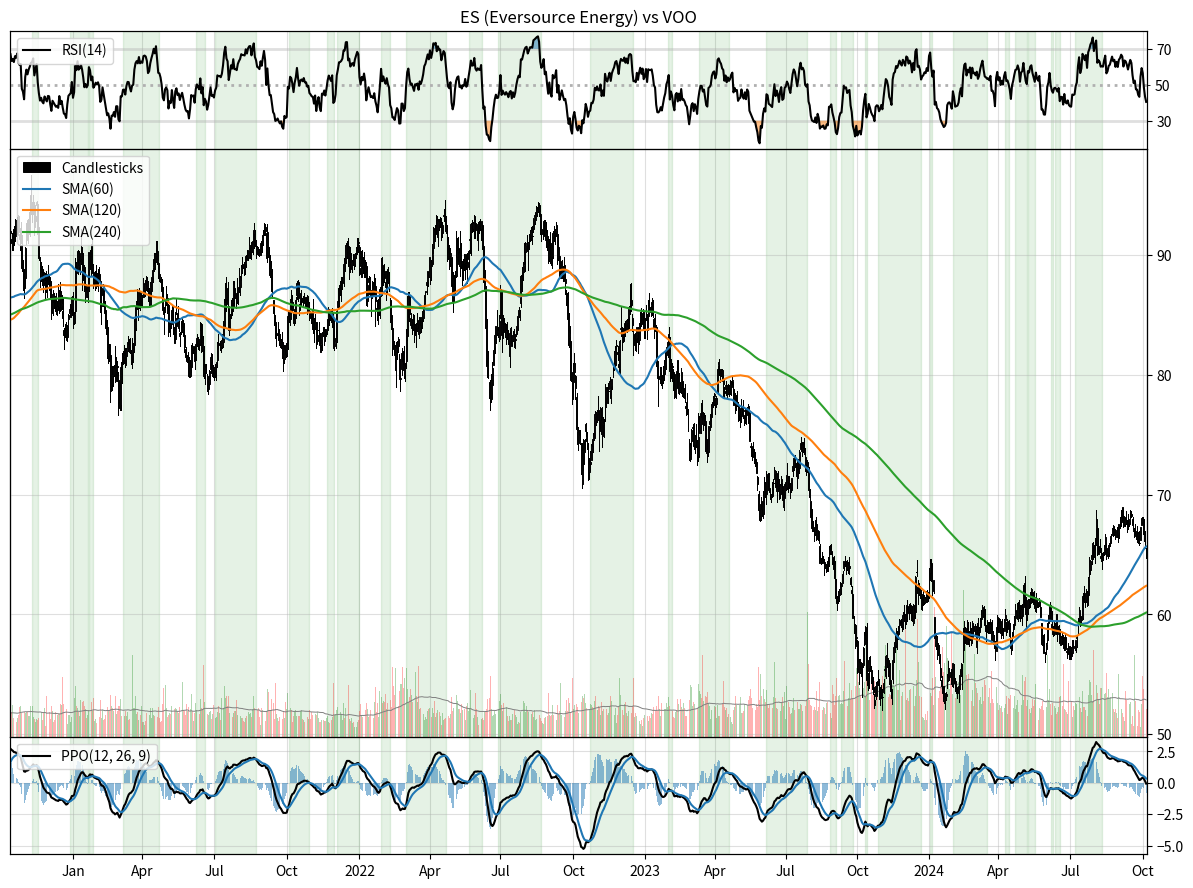 ES (Eversource Energy) vs VOO
RSI(14)
70
50
30
Candlesticks
SMA(60)
SMA(120)
SMA(240)
90
80
70
60
50
PPO(12, 26, 9)
2.5
0.0
−2.5
−5.0
Jan Apr Jul Oct 2022 Apr Jul Oct 2023 Apr Jul Oct 2024 Apr Jul Oct